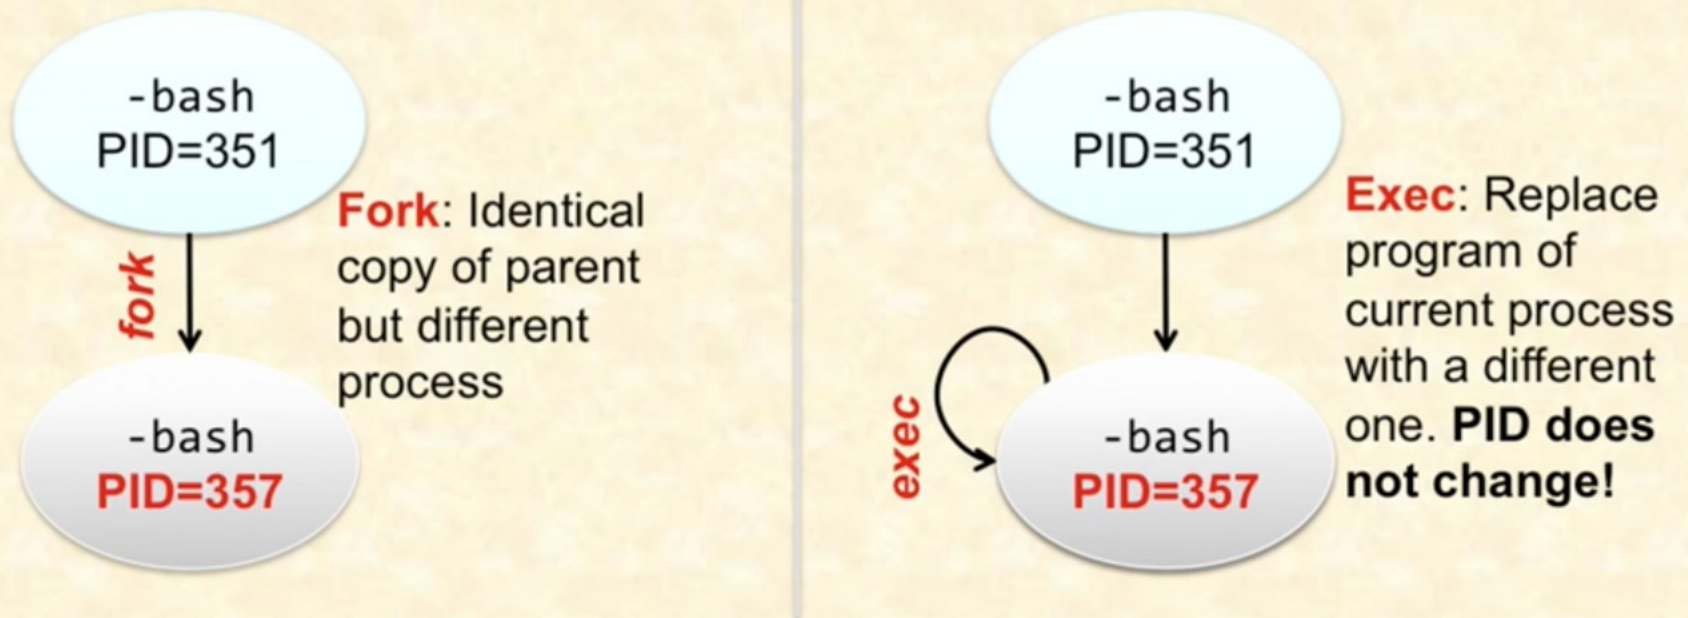 -bash
PID=351
fork
Fork: Identical
copy of parent
but different
process
-bash
PID=357
-bash
PID=351
Exec: Replace
program of
current process
with a different
one. PID does
not change!
exec
-bash
PID=357